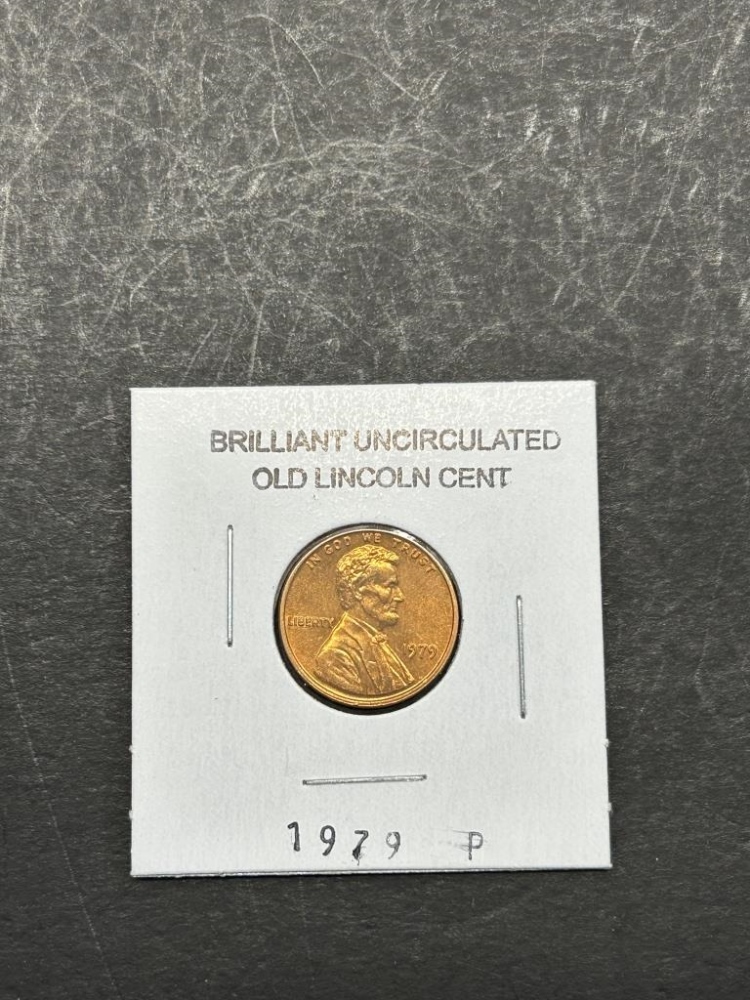 BRILLIANT UNCIRCULATED
OLD LINCOLN CENT
IN GOD WE TRUST
LIBERTY
1979
1979 P